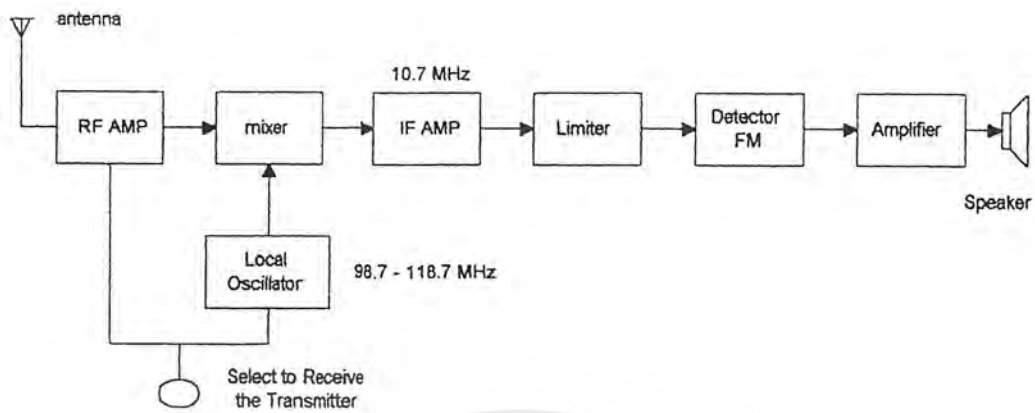 antenna
10.7 MHz
RF AMP
mixer
IF AMP
Limiter
Detector
FM
Amplifier
Speaker
Local
Oscillator
98.7 - 118.7 MHz
Select to Receive
the Transmitter